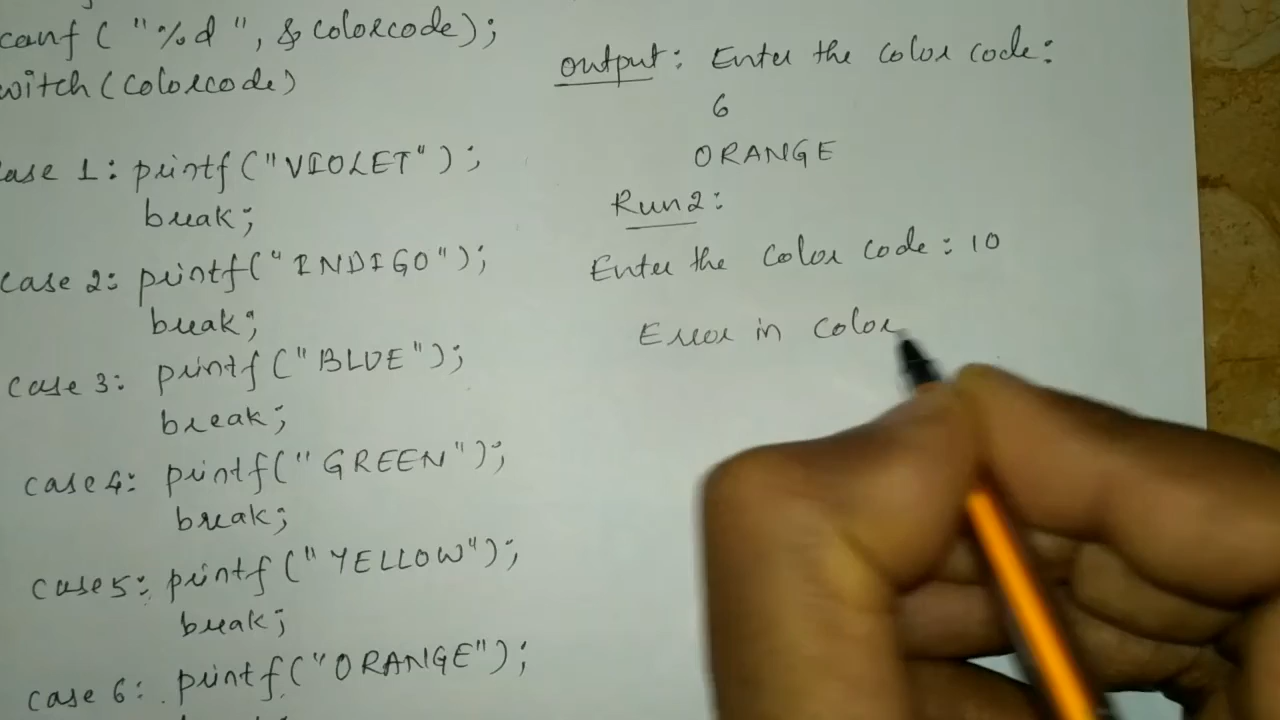 canf ( "%d", & colorcode);
witch (colorcode)
ase 1: printf ("VIOLET");
break;
case 2: printf("INDIGO");
break;
case 3: printf ("BLUE");
break;
case 4: printf("GREEN");
break;
case 5: printf ("YELLOW");
break;
case 6: printf("ORANGE");
output: Enter the color code:
6
ORANGE
Run2:
Enter the color code: 10
Error in color